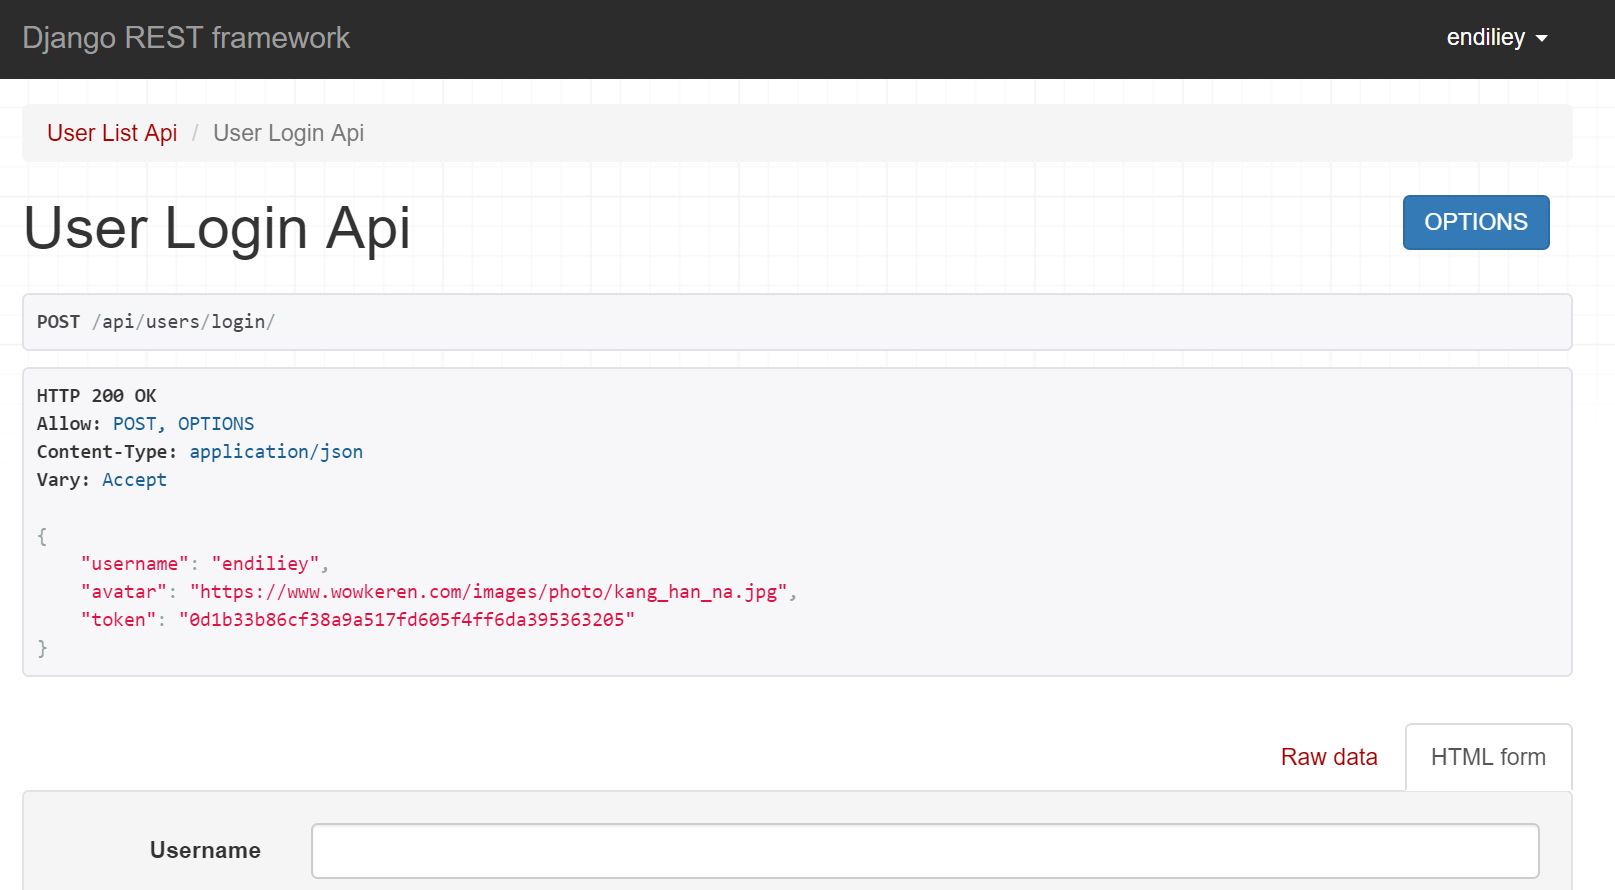 Django REST framework
endiliey
User List Api / User Login Api
User Login Api
OPTIONS
POST /api/users/login/
HTTP 200 OK
Allow: POST, OPTIONS
Content-Type: application/json
Vary: Accept
{
    "username": "endiliey",
    "avatar": "https://www.wowkeren.com/images/photo/kang_han_na.jpg",
    "token": "0d1b33b86cf38a9a517fd605f4ff6da395363205"
}
Raw data
HTML form
Username